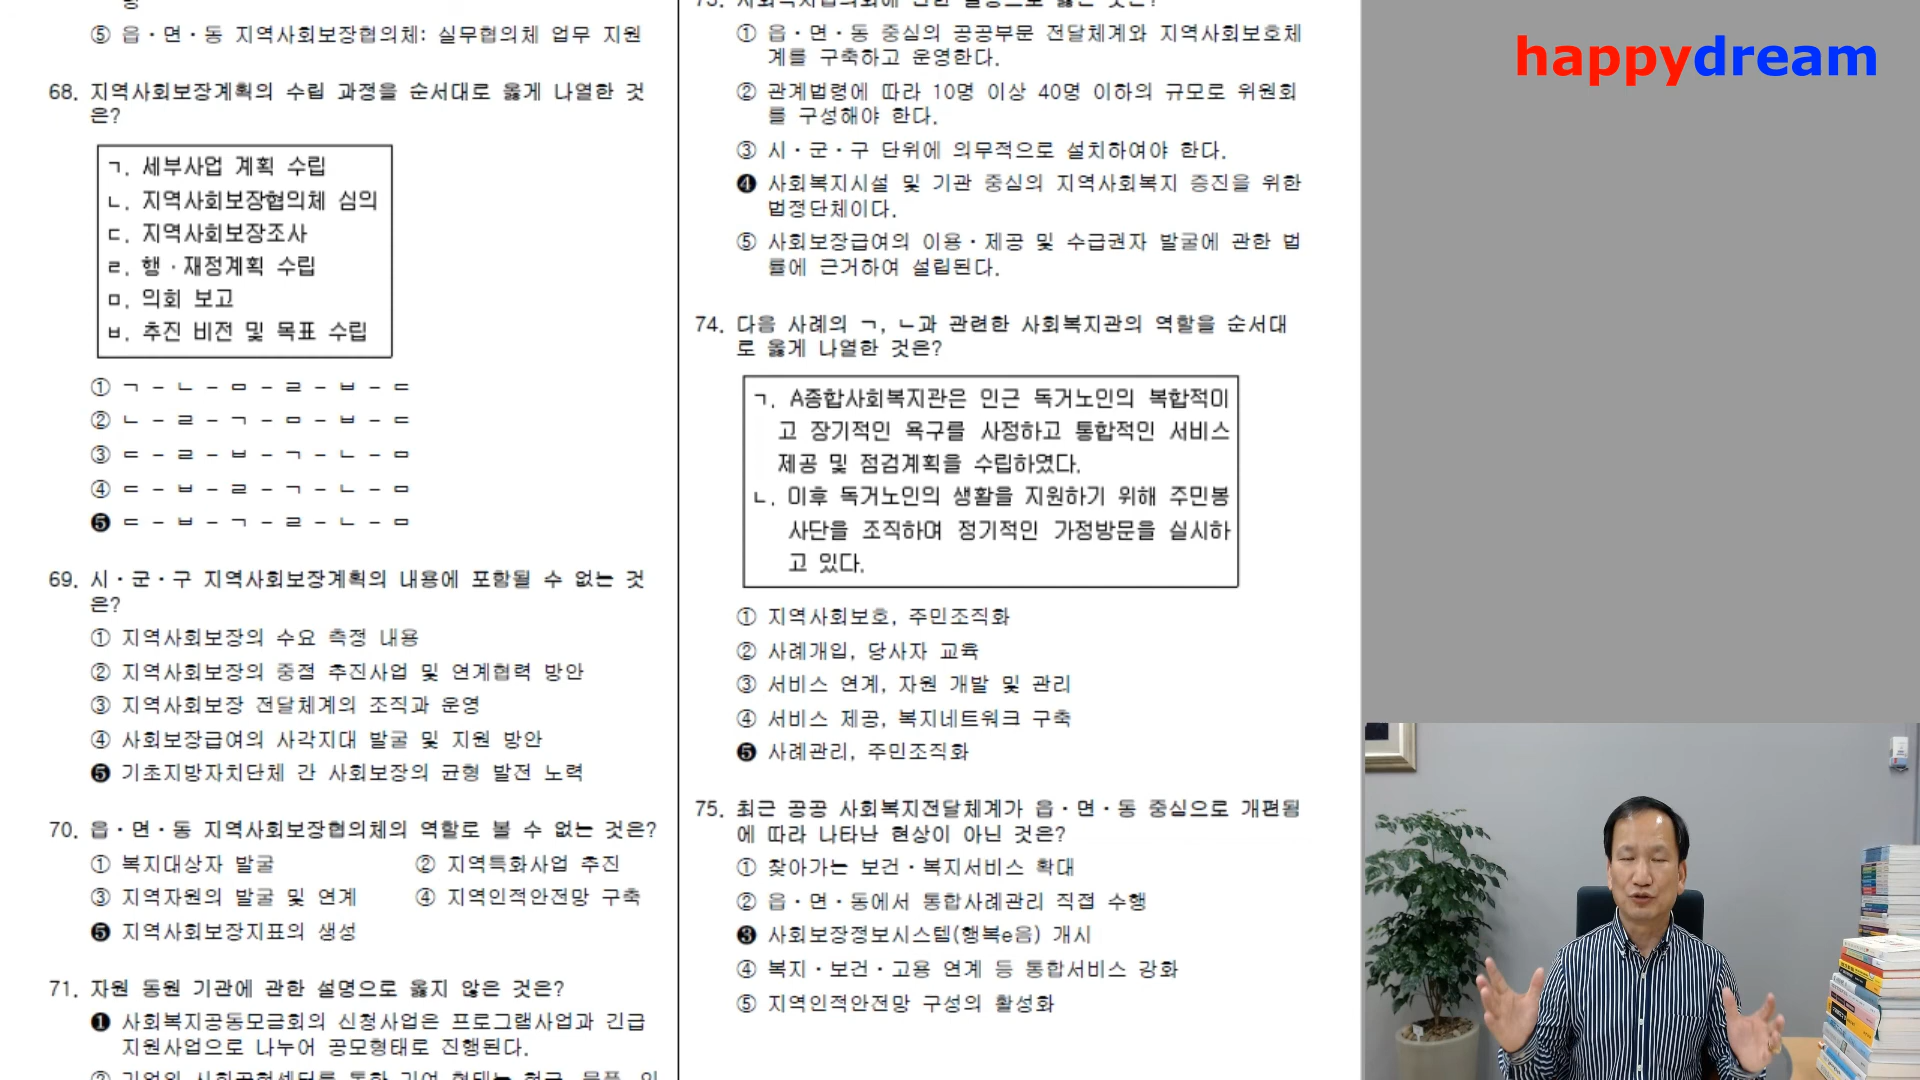 ⑤ 읍·면·동 지역사회보장협의체: 실무협의체 업무 지원
68. 지역사회보장계획의 수립 과정을 순서대로 옳게 나열한 것
은?
ㄱ. 세부사업 계획 수립
ㄴ. 지역사회보장협의체 심의
ㄷ. 지역사회보장조사
ㄹ. 행·재정계획 수립
ㅁ. 의회 보고
ㅂ. 추진 비전 및 목표 수립
① ㄱ - ㄴ - ㅁ - ㄹ - ㅂ - ㄷ
② ㄴ - ㄹ - ㄱ - ㅁ - ㅂ - ㄷ
③ ㄷ - ㄹ - ㅂ - ㄱ - ㄴ - ㅁ
④ ㄷ - ㅂ - ㄹ - ㄱ - ㄴ - ㅁ
❺ ㄷ - ㅂ - ㄱ - ㄹ - ㄴ - ㅁ
69. 시·군·구 지역사회보장계획의 내용에 포함될 수 없는 것
은?
① 지역사회보장의 수요 측정 내용
② 지역사회보장의 중점 추진사업 및 연계협력 방안
③ 지역사회보장 전달체계의 조직과 운영
④ 사회보장급여의 사각지대 발굴 및 지원 방안
❺ 기초지방자치단체 간 사회보장의 균형 발전 노력
70. 읍·면·동 지역사회보장협의체의 역할로 볼 수 없는 것은?
① 복지대상자 발굴 ② 지역특화사업 추진
③ 지역자원의 발굴 및 연계 ④ 지역인적안전망 구축
❺ 지역사회보장지표의 생성
71. 자원 동원 기관에 관한 설명으로 옳지 않은 것은?
❶ 사회복지공동모금회의 신청사업은 프로그램사업과 긴급
지원사업으로 나누어 공모형태로 진행된다.
① 읍·면·동 중심의 공공부문 전달체계와 지역사회보호체
계를 구축하고 운영한다.
② 관계법령에 따라 10명 이상 40명 이하의 규모로 위원회
를 구성해야 한다.
③ 시·군·구 단위에 의무적으로 설치하여야 한다.
❹ 사회복지시설 및 기관 중심의 지역사회복지 증진을 위한
법정단체이다.
⑤ 사회보장급여의 이용·제공 및 수급권자 발굴에 관한 법
률에 근거하여 설립된다.
74. 다음 사례의 ㄱ, ㄴ과 관련한 사회복지관의 역할을 순서대
로 옳게 나열한 것은?
ㄱ. A종합사회복지관은 인근 독거노인의 복합적이
고 장기적인 욕구를 사정하고 통합적인 서비스
제공 및 점검계획을 수립하였다.
ㄴ. 이후 독거노인의 생활을 지원하기 위해 주민봉
사단을 조직하여 정기적인 가정방문을 실시하
고 있다.
① 지역사회보호, 주민조직화
② 사례개입, 당사자 교육
③ 서비스 연계, 자원 개발 및 관리
④ 서비스 제공, 복지네트워크 구축
❺ 사례관리, 주민조직화
75. 최근 공공 사회복지전달체계가 읍·면·동 중심으로 개편됨
에 따라 나타난 현상이 아닌 것은?
① 찾아가는 보건·복지서비스 확대
② 읍·면·동에서 통합사례관리 직접 수행
❸ 사회보장정보시스템(행복e음) 개시
④ 복지·보건·고용 연계 등 통합서비스 강화
⑤ 지역인적안전망 구성의 활성화
happydream